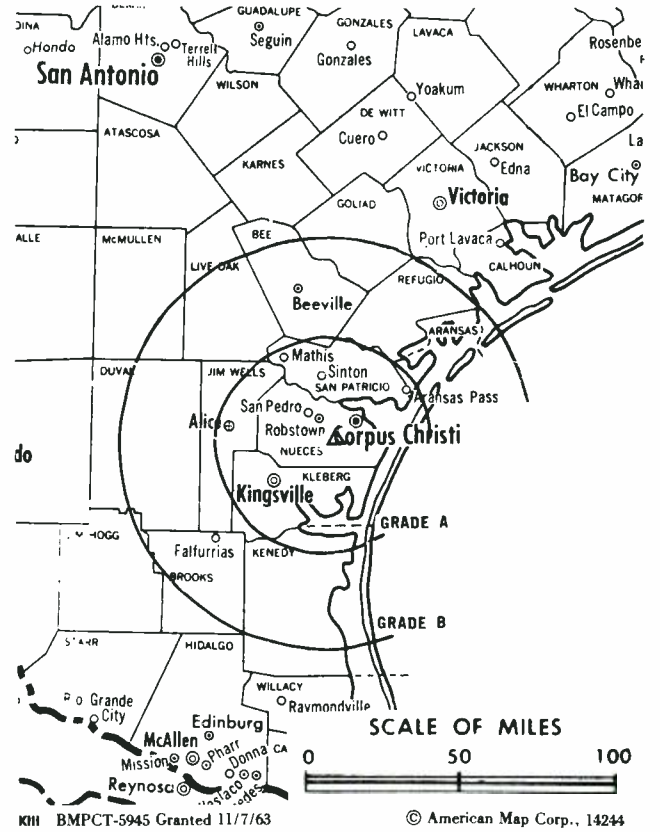 GUADALUPE
Seguin
GONZALES
Gonzales
LAVACA
Hondo
Alamo Hts.
Terrell
Hills
San Antonio
WILSON
Yoakum
WHARTON
El Campo
DE WITT
Cuero
ATASCOSA
KARNES
JACKSON
Edna
Bay City
VICTORIA
Victoria
GOLIAD
Port Lavaca
CALHOUN
McMULLEN
BEE
LIVE OAK
REFUGIO
Beeville
ARANSAS
Mathis
Sinton
SAN PATRICIO
Aransas Pass
DUVAL
JIM WELLS
San Pedro
Alice
Robstown
Corpus Christi
NUECES
KLEBERG
Kingsville
GRADE A
HOGG
Falfurrias
KENEDY
BROOKS
GRADE B
STARR
HIDALGO
WILLACY
Raymondville
Rio Grande
City
Edinburg
McAllen
Mission
Pharr
Donna
Reynosa
SCALE OF MILES
0 50 100
KIII BMPCT-5945 Granted 11/7/63
© American Map Corp., 14244